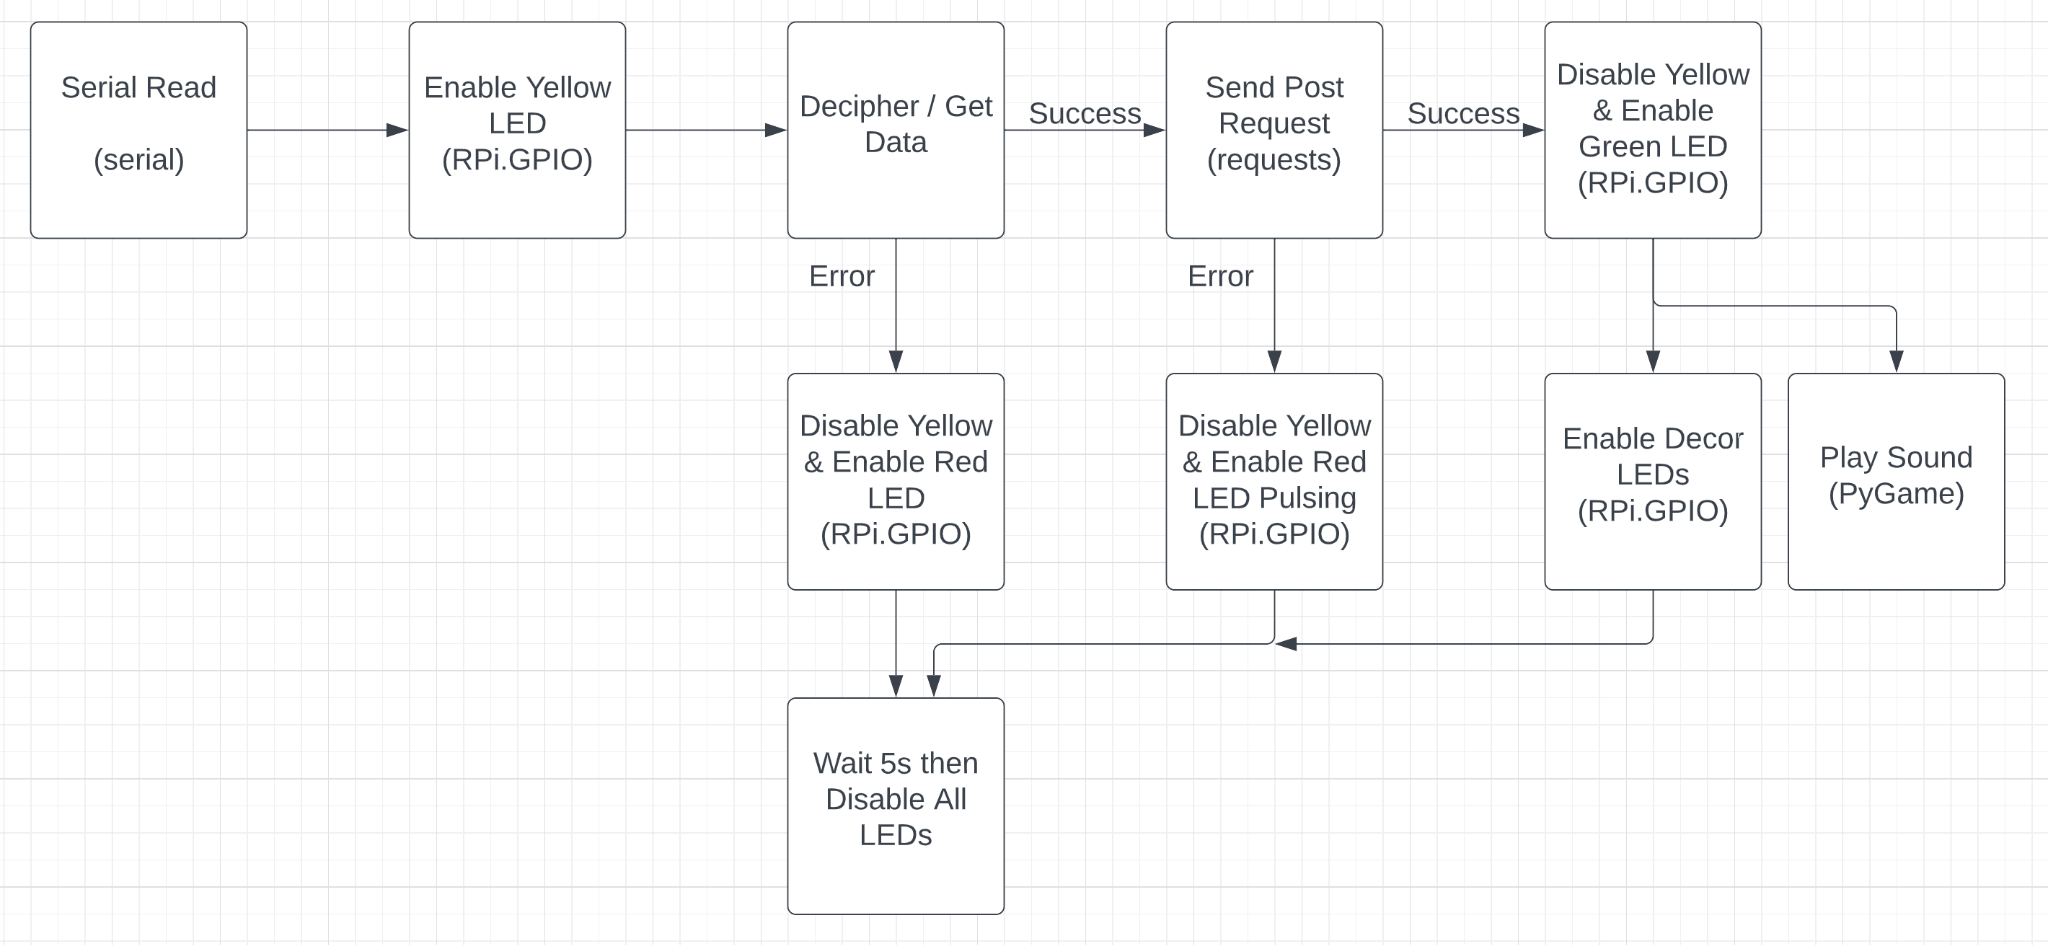 Serial Read
(serial)
Enable Yellow
LED
(RPi.GPIO)
Decipher / Get
Data
Success
Send Post
Request
(requests)
Success
Disable Yellow
& Enable
Green LED
(RPi.GPIO)
Error
Error
Disable Yellow
& Enable Red
LED
(RPi.GPIO)
Disable Yellow
& Enable Red
LED Pulsing
(RPi.GPIO)
Enable Decor
LEDs
(RPi.GPIO)
Play Sound
(PyGame)
Wait 5s then
Disable All
LEDs